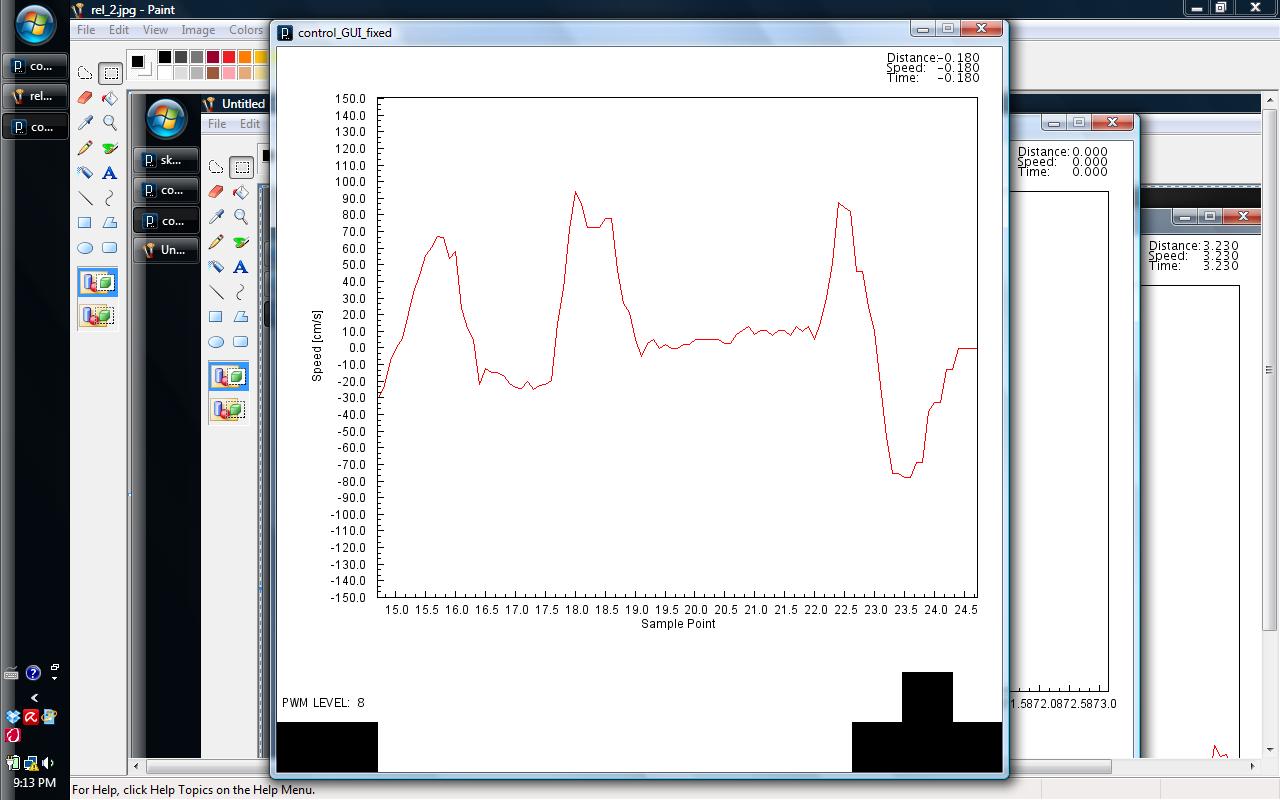 rel_2.jpg - Paint
File Edit View Image Colors
co...
rel...
co...
9:13 PM
Untitled
File Edit
sk...
co...
co...
Un...
control_GUI_fixed
Distance:-0.180
Speed: -0.180
Time: -0.180
150.0
140.0
130.0
120.0
110.0
100.0
90.0
80.0
70.0
60.0
50.0
40.0
30.0
20.0
10.0
0.0
-10.0
-20.0
-30.0
-40.0
-50.0
-60.0
-70.0
-80.0
-90.0
-100.0
-110.0
-120.0
-130.0
-140.0
-150.0
Speed [cm/s]
15.0 15.5 16.0 16.5 17.0 17.5 18.0 18.5 19.0 19.5 20.0 20.5 21.0 21.5 22.0 22.5 23.0 23.5 24.0 24.5
Sample Point
PWM LEVEL: 8
Distance: 0.000
Speed: 0.000
Time: 0.000
1.5872.0872.5873.0
Distance: 3.230
Speed: 3.230
Time: 3.230
For Help, click Help Topics on the Help Menu.